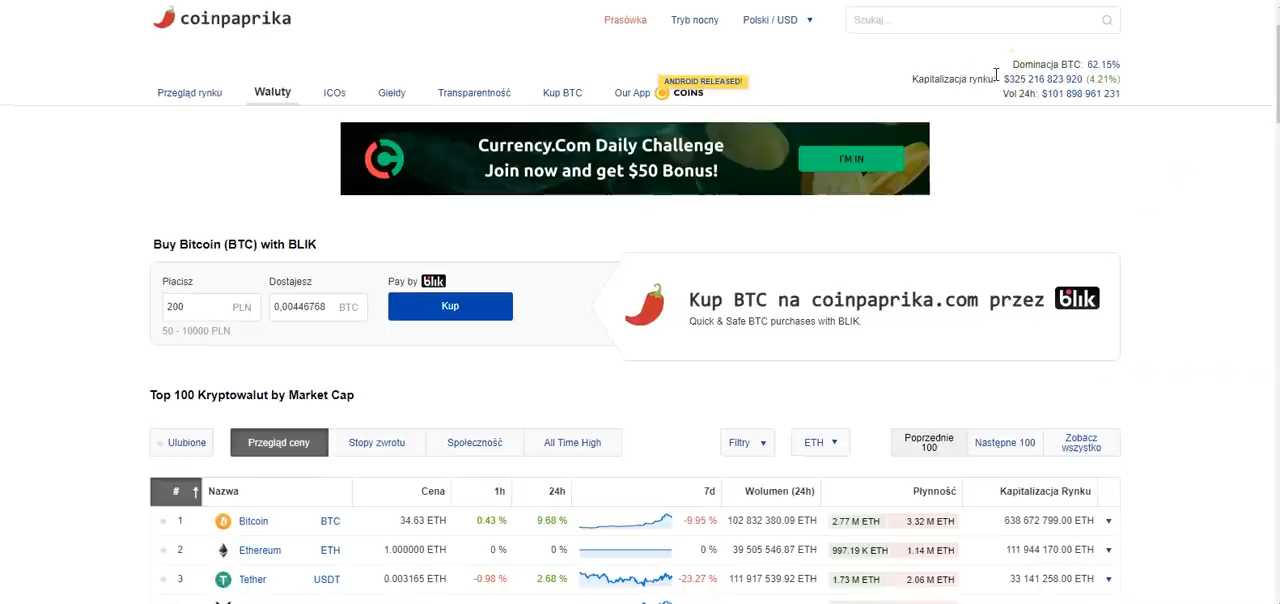 coinpaprika
Prasówka Tryb nocny Polski / USD Szukaj...
Dominacja BTC: 62.15%
Kapitalizacja rynku: $325 216 823 920 (4.21%)
Vol 24h: $101 898 961 231
ANDROID RELEASED!
Przegląd rynku Waluty ICOs Giełdy Transparentność Kup BTC Our App COINS
Currency.Com Daily Challenge
Join now and get $50 Bonus!
I'M IN
Buy Bitcoin (BTC) with BLIK
Płacisz Dostajesz Pay by blik
200 PLN 0,00446768 BTC Kup
50 - 10000 PLN
Kup BTC na coinpaprika.com przez blik
Quick & Safe BTC purchases with BLIK.
Top 100 Kryptowalut by Market Cap
Ulubione Przegląd ceny Stopy zwrotu Społeczność All Time High Filtry ETH Poprzednie 100 Następne 100 Zobacz wszystko
# Nazwa Cena 1h 24h 7d Wolumen (24h) Płynność Kapitalizacja Rynku
1 Bitcoin BTC 34.63 ETH 0.43 % 9.68 % -9.95 % 102 832 380.09 ETH 2.77 M ETH 3.32 M ETH 638 672 799.00 ETH
2 Ethereum ETH 1.000000 ETH 0 % 0 % 0 % 39 505 546.87 ETH 997.19 K ETH 1.14 M ETH 111 944 170.00 ETH
3 Tether USDT 0.003165 ETH -0.98 % 2.68 % -23.27 % 111 917 539.92 ETH 1.73 M ETH 2.06 M ETH 33 141 258.00 ETH